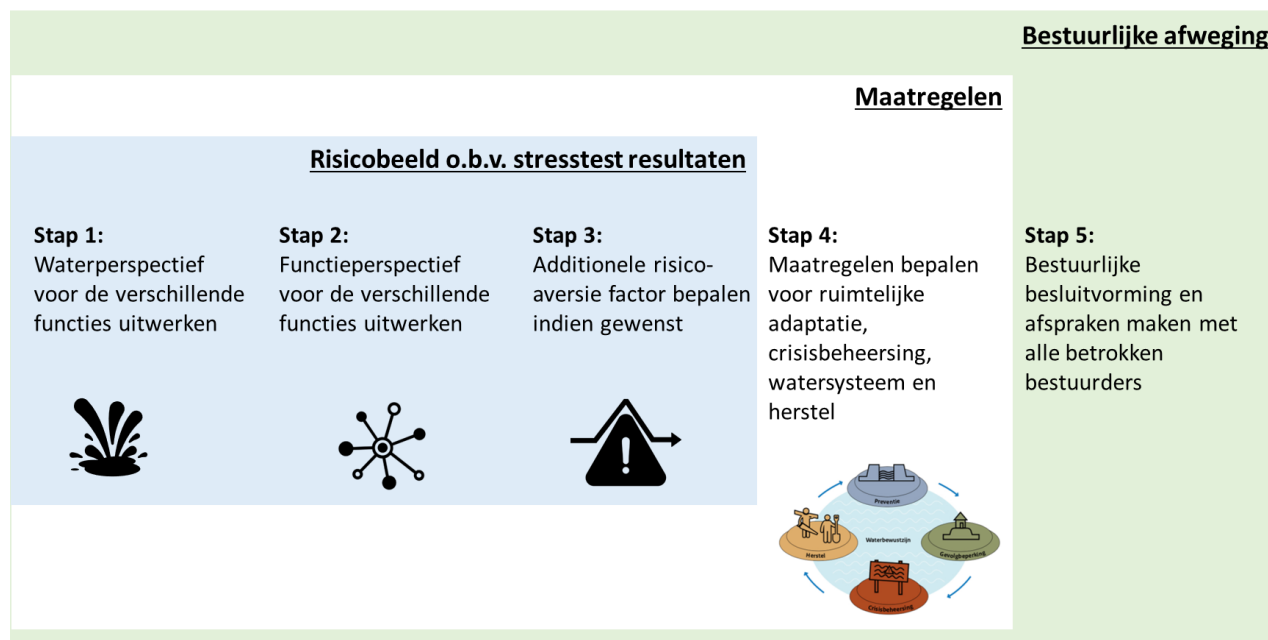 Bestuurlijke afweging
Maatregelen
Risicobeeld o.b.v. stresstest resultaten
Stap 1:
Waterperspectief
voor de verschillende
functies uitwerken
Stap 2:
Functieperspectief
voor de verschillende
functies uitwerken
Stap 3:
Additionele risico-
aversie factor bepalen
indien gewenst
Stap 4:
Maatregelen bepalen
voor ruimtelijke
adaptatie,
crisisbeheersing,
watersysteem en
herstel
Preventie
Herstel
Waterbewustzijn
Gevolgbeperking
Crisisbeheersing
Stap 5:
Bestuurlijke
besluitvorming en
afspraken maken met
alle betrokken
bestuurders